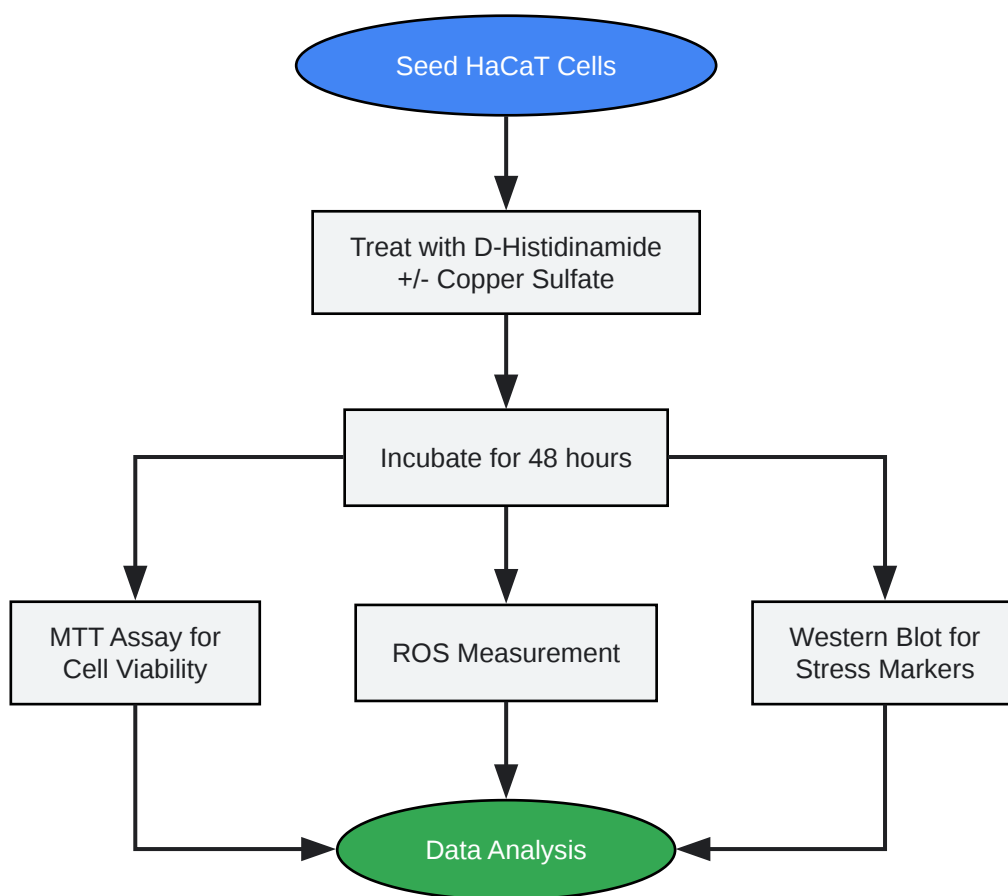 Seed HaCaT Cells
Treat with D-Histidinamide
+/- Copper Sulfate
Incubate for 48 hours
MTT Assay for
Cell Viability
ROS Measurement
Western Blot for
Stress Markers
Data Analysis